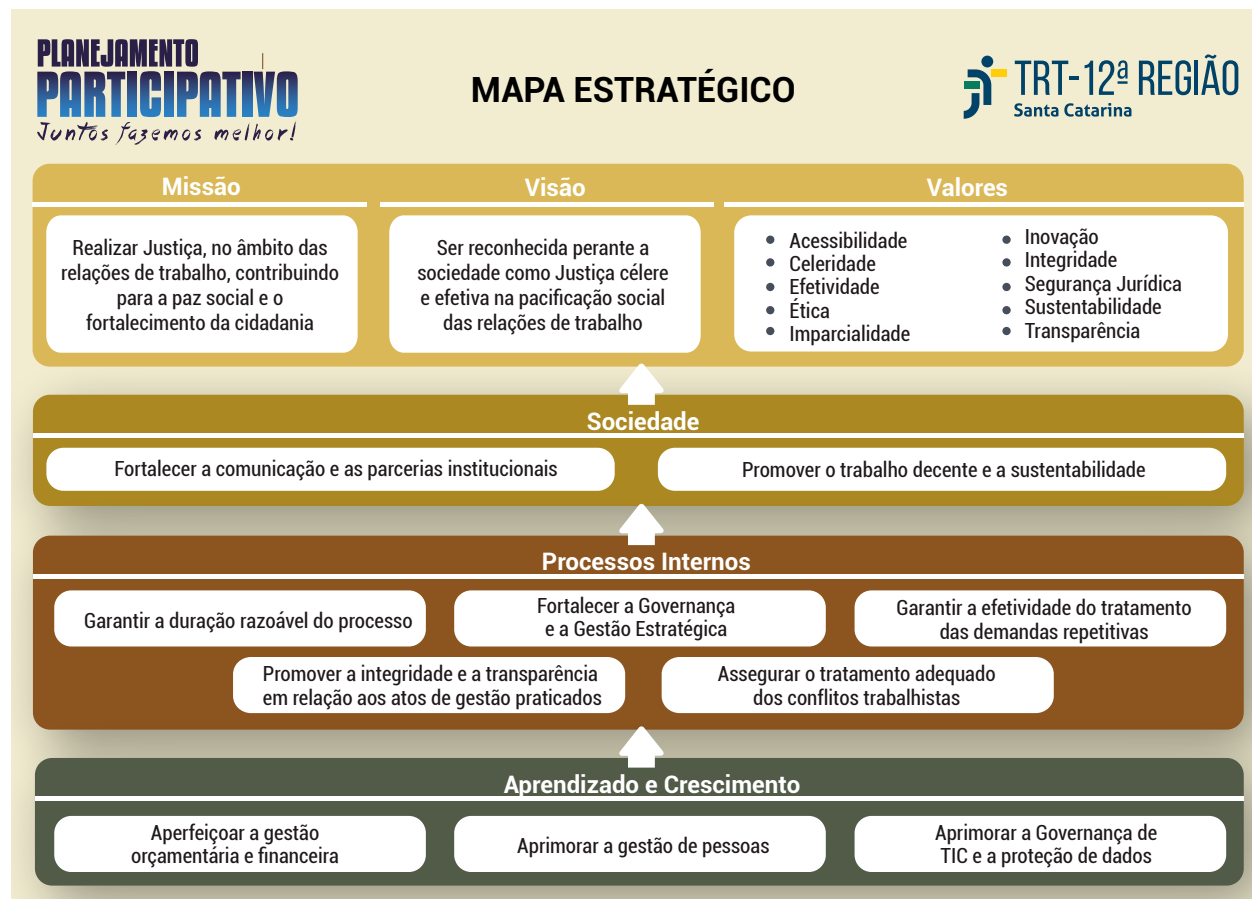 PLANEJAMENTO
PARTICIPATIVO
Juntos fazemos melhor!
MAPA ESTRATÉGICO
TRT-12ª REGIÃO
Santa Catarina
Missão
Realizar Justiça, no âmbito das
relações de trabalho, contribuindo
para a paz social e o
fortalecimento da cidadania
Visão
Ser reconhecida perante a
sociedade como Justiça célere
e efetiva na pacificação social
das relações de trabalho
Valores
• Acessibilidade
• Celeridade
• Efetividade
• Ética
• Imparcialidade
• Inovação
• Integridade
• Segurança Jurídica
• Sustentabilidade
• Transparência
Sociedade
Fortalecer a comunicação e as parcerias institucionais
Promover o trabalho decente e a sustentabilidade
Processos Internos
Garantir a duração razoável do processo
Fortalecer a Governança
e a Gestão Estratégica
Garantir a efetividade do tratamento
das demandas repetitivas
Promover a integridade e a transparência
em relação aos atos de gestão praticados
Assegurar o tratamento adequado
dos conflitos trabalhistas
Aprendizado e Crescimento
Aperfeiçoar a gestão
orçamentária e financeira
Aprimorar a gestão de pessoas
Aprimorar a Governança de
TIC e a proteção de dados